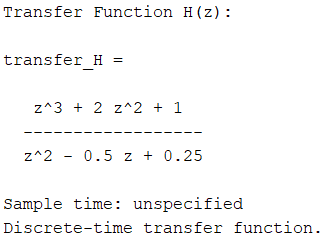 Transfer Function H(z):
transfer_H =
z^3 + 2 z^2 + 1
------------------
z^2 - 0.5 z + 0.25
Sample time: unspecified
Discrete-time transfer function.